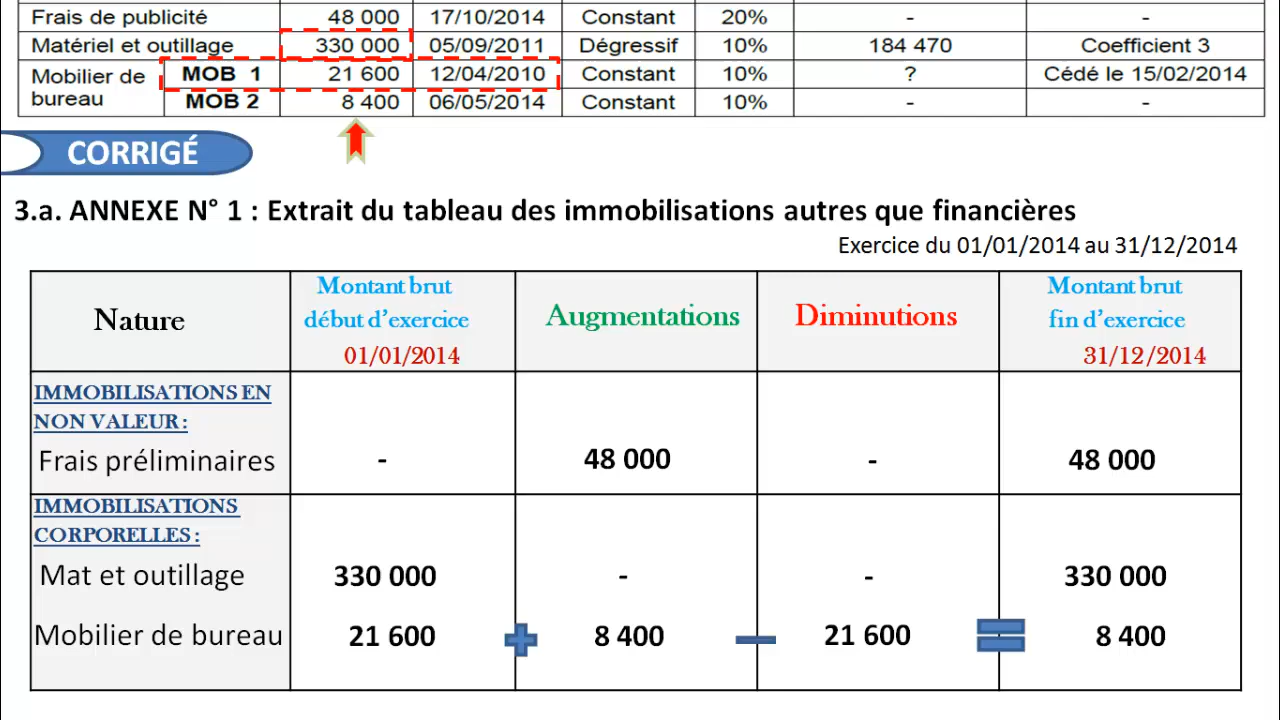 Frais de publicité 48 000 17/10/2014 Constant 20% - -
Matériel et outillage 330 000 05/09/2011 Dégressif 10% 184 470 Coefficient 3
Mobilier de bureau MOB 1 21 600 12/04/2010 Constant 10% ? Cédé le 15/02/2014
MOB 2 8 400 06/05/2014 Constant 10% - -
CORRIGÉ
3.a. ANNEXE N° 1 : Extrait du tableau des immobilisations autres que financières
Exercice du 01/01/2014 au 31/12/2014
Nature
Montant brut
début d’exercice
01/01/2014
Augmentations
Diminutions
Montant brut
fin d’exercice
31/12/2014
IMMOBILISATIONS EN
NON VALEUR :
Frais préliminaires - 48 000 - 48 000
IMMOBILISATIONS
CORPORELLES :
Mat et outillage 330 000 - - 330 000
Mobilier de bureau 21 600 + 8 400 − 21 600 = 8 400